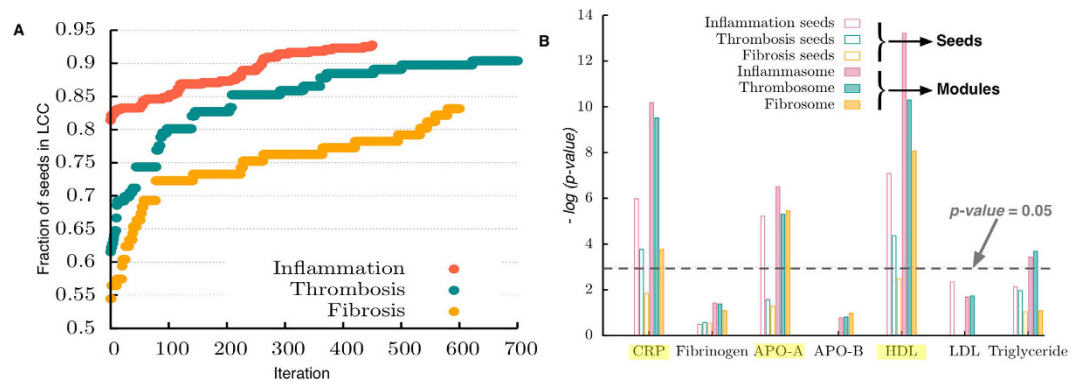 A
0.95
0.9
0.85
0.8
0.75
0.7
0.65
0.6
0.55
0.5
Fraction of seeds in LCC
0 100 200 300 400 500 600 700
Iteration
Inflammation
Thrombosis
Fibrosis
B
14
12
10
8
6
4
2
0
- log (p-value)
Inflammation seeds
Thrombosis seeds
Fibrosis seeds
Seeds
Inflammasome
Thrombosome
Fibrosome
Modules
p-value = 0.05
CRP Fibrinogen APO-A APO-B HDL LDL Triglyceride